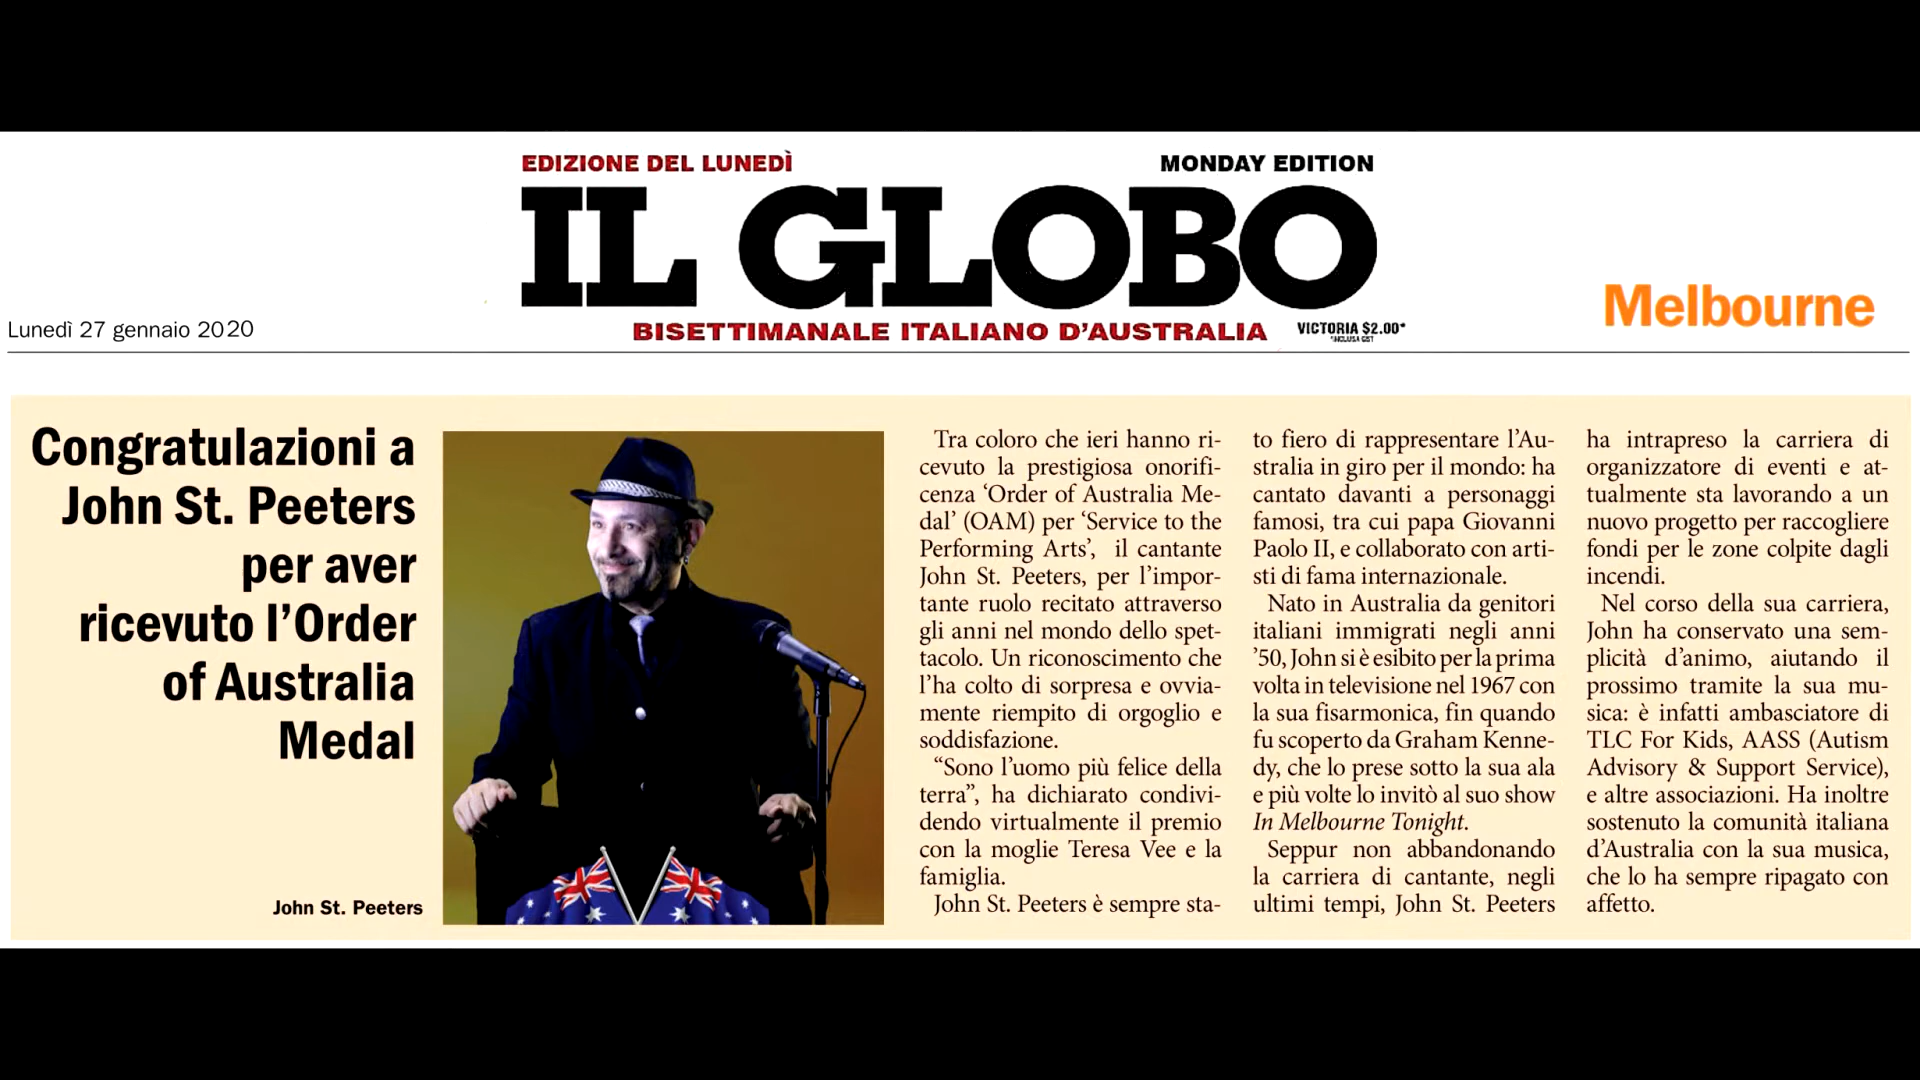 EDIZIONE DEL LUNEDÌ
MONDAY EDITION
IL GLOBO
BISETTIMANALE ITALIANO D'AUSTRALIA
VICTORIA $2.00*
*INCLUSA GST
Melbourne
Lunedì 27 gennaio 2020
Congratulazioni a
John St. Peeters
per aver
ricevuto l'Order
of Australia
Medal
John St. Peeters
Tra coloro che ieri hanno ri-
cevuto la prestigiosa onorifi-
cenza 'Order of Australia Me-
dal' (OAM) per 'Service to the
Performing Arts', il cantante
John St. Peeters, per l'impor-
tante ruolo recitato attraverso
gli anni nel mondo dello spet-
tacolo. Un riconoscimento che
l'ha colto di sorpresa e ovvia-
mente riempito di orgoglio e
soddisfazione.
"Sono l'uomo più felice della
terra", ha dichiarato condivi-
dendo virtualmente il premio
con la moglie Teresa Vee e la
famiglia.
John St. Peeters è sempre sta-
to fiero di rappresentare l'Au-
stralia in giro per il mondo: ha
cantato davanti a personaggi
famosi, tra cui papa Giovanni
Paolo II, e collaborato con arti-
sti di fama internazionale.
Nato in Australia da genitori
italiani immigrati negli anni
'50, John si è esibito per la prima
volta in televisione nel 1967 con
la sua fisarmonica, fin quando
fu scoperto da Graham Kenne-
dy, che lo prese sotto la sua ala
e più volte lo invitò al suo show
In Melbourne Tonight.
Seppur non abbandonando
la carriera di cantante, negli
ultimi tempi, John St. Peeters
ha intrapreso la carriera di
organizzatore di eventi e at-
tualmente sta lavorando a un
nuovo progetto per raccogliere
fondi per le zone colpite dagli
incendi.
Nel corso della sua carriera,
John ha conservato una sem-
plicità d'animo, aiutando il
prossimo tramite la sua mu-
sica: è infatti ambasciatore di
TLC For Kids, AASS (Autism
Advisory & Support Service),
e altre associazioni. Ha inoltre
sostenuto la comunità italiana
d'Australia con la sua musica,
che lo ha sempre ripagato con
affetto.